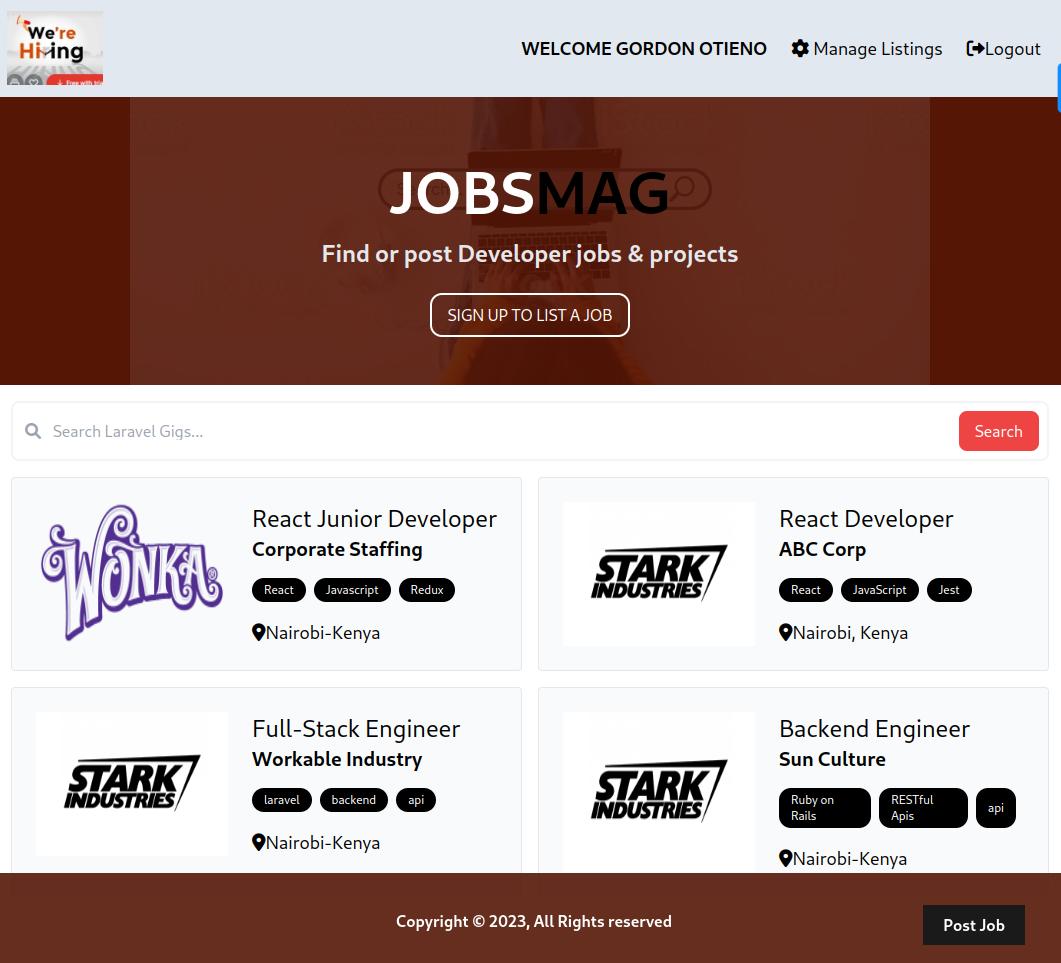 We're
Hiring
Free with trial
WELCOME GORDON OTIENO
Manage Listings
Logout
JOBSMAG
Find or post Developer jobs & projects
SIGN UP TO LIST A JOB
Search Laravel Gigs...
Search
WONKA
React Junior Developer
Corporate Staffing
React
Javascript
Redux
Nairobi-Kenya
STARK
INDUSTRIES
React Developer
ABC Corp
React
JavaScript
Jest
Nairobi, Kenya
STARK
INDUSTRIES
Full-Stack Engineer
Workable Industry
laravel
backend
api
Nairobi-Kenya
STARK
INDUSTRIES
Backend Engineer
Sun Culture
Ruby on
Rails
RESTful
Apis
api
Nairobi-Kenya
Copyright © 2023, All Rights reserved
Post Job